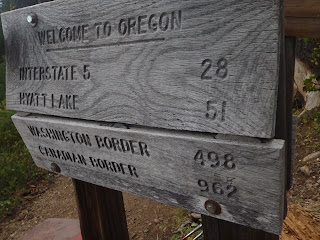 WELCOME TO OREGON
INTERSTATE 5 28
HYATT LAKE 51
WASHINGTON BORDER 498
CANADIAN BORDER 962